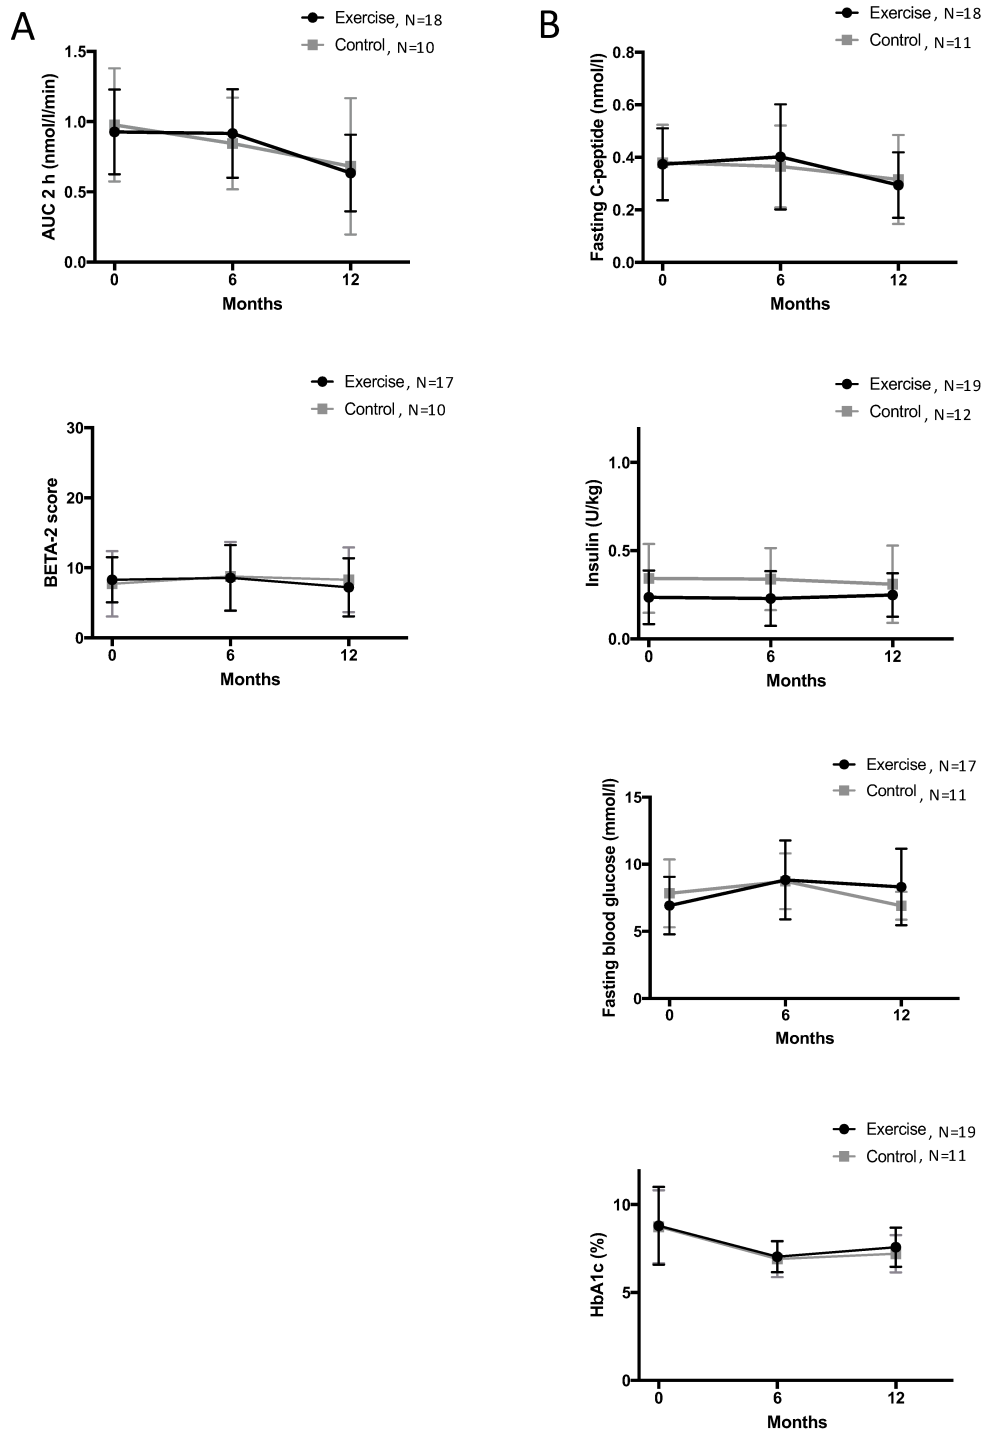 A
Exercise, N=18
Control, N=10
AUC 2 h (nmol/l/min)
1.5
1.0
0.5
0.0
0 6 12
Months
B
Exercise, N=18
Control, N=11
Fasting C-peptide (nmol/l)
0.8
0.6
0.4
0.2
0.0
0 6 12
Months
Exercise, N=17
Control, N=10
BETA-2 score
30
20
10
0
0 6 12
Months
Exercise, N=19
Control, N=12
Insulin (U/kg)
1.0
0.5
0.0
0 6 12
Months
Exercise, N=17
Control, N=11
Fasting blood glucose (mmol/l)
15
10
5
0
0 6 12
Months
Exercise, N=19
Control, N=11
HbA1c (%)
10
5
0
0 6 12
Months